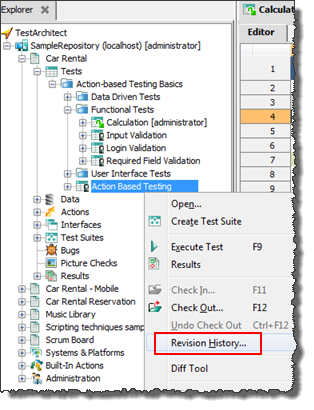 Explorer
TestArchitect
SampleRepository (localhost) [administrator]
Car Rental
Tests
Action-based Testing Basics
Data Driven Tests
Functional Tests
Calculation [administrator]
Input Validation
Login Validation
Required Field Validation
User Interface Tests
Action Based Testing
Data
Actions
Interfaces
Test Suites
Bugs
Picture Checks
Results
Car Rental - Mobile
Car Rental Reservation
Music Library
Scripting techniques samp
Scrum Board
Systems & Platforms
Built-In Actions
Administration
Open...
Create Test Suite
Execute Test F9
Results
Check In... F11
Check Out... F12
Undo Check Out Ctrl+F12
Revision History...
Diff Tool
Calculat
Editor
1
2
3
4
5
6
7
8
9